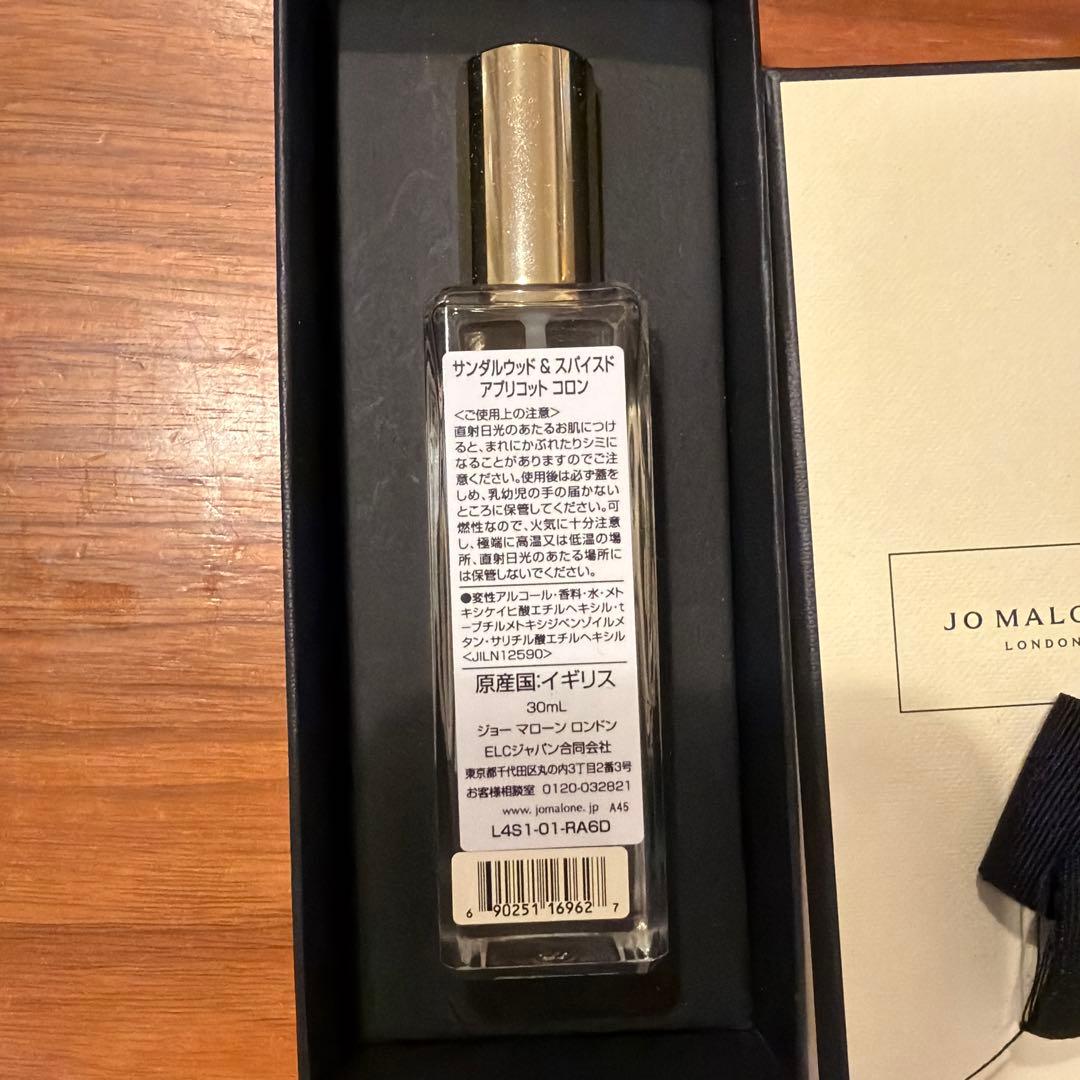 サンダルウッド & スパイスド
アプリコット コロン
<ご使用上の注意>
直射日光のあたるお肌につけ
ると、まれにかぶれたりシミに
なることがありますのでご注
意ください。使用後は必ず蓋を
しめ、乳幼児の手の届かない
ところに保管してください。可
燃性なので、火気に十分注意
し、極端に高温又は低温の場
所、直射日光のあたる場所に
は保管しないでください。
●変性アルコール・香料・水・メト
キシケイヒ酸エチルヘキシル・t
ーブチルメトキシジベンゾイルメ
タン・サリチル酸エチルヘキシル
<JILN12590>
原産国:イギリス
30mL
ジョー マローン ロンドン
ELCジャパン合同会社
東京都千代田区丸の内3丁目2番3号
お客様相談室 0120-032821
www. jomalone. jp A45
L4S1-01-RA6D
6 90251 16962 7
JO MALO
LONDON